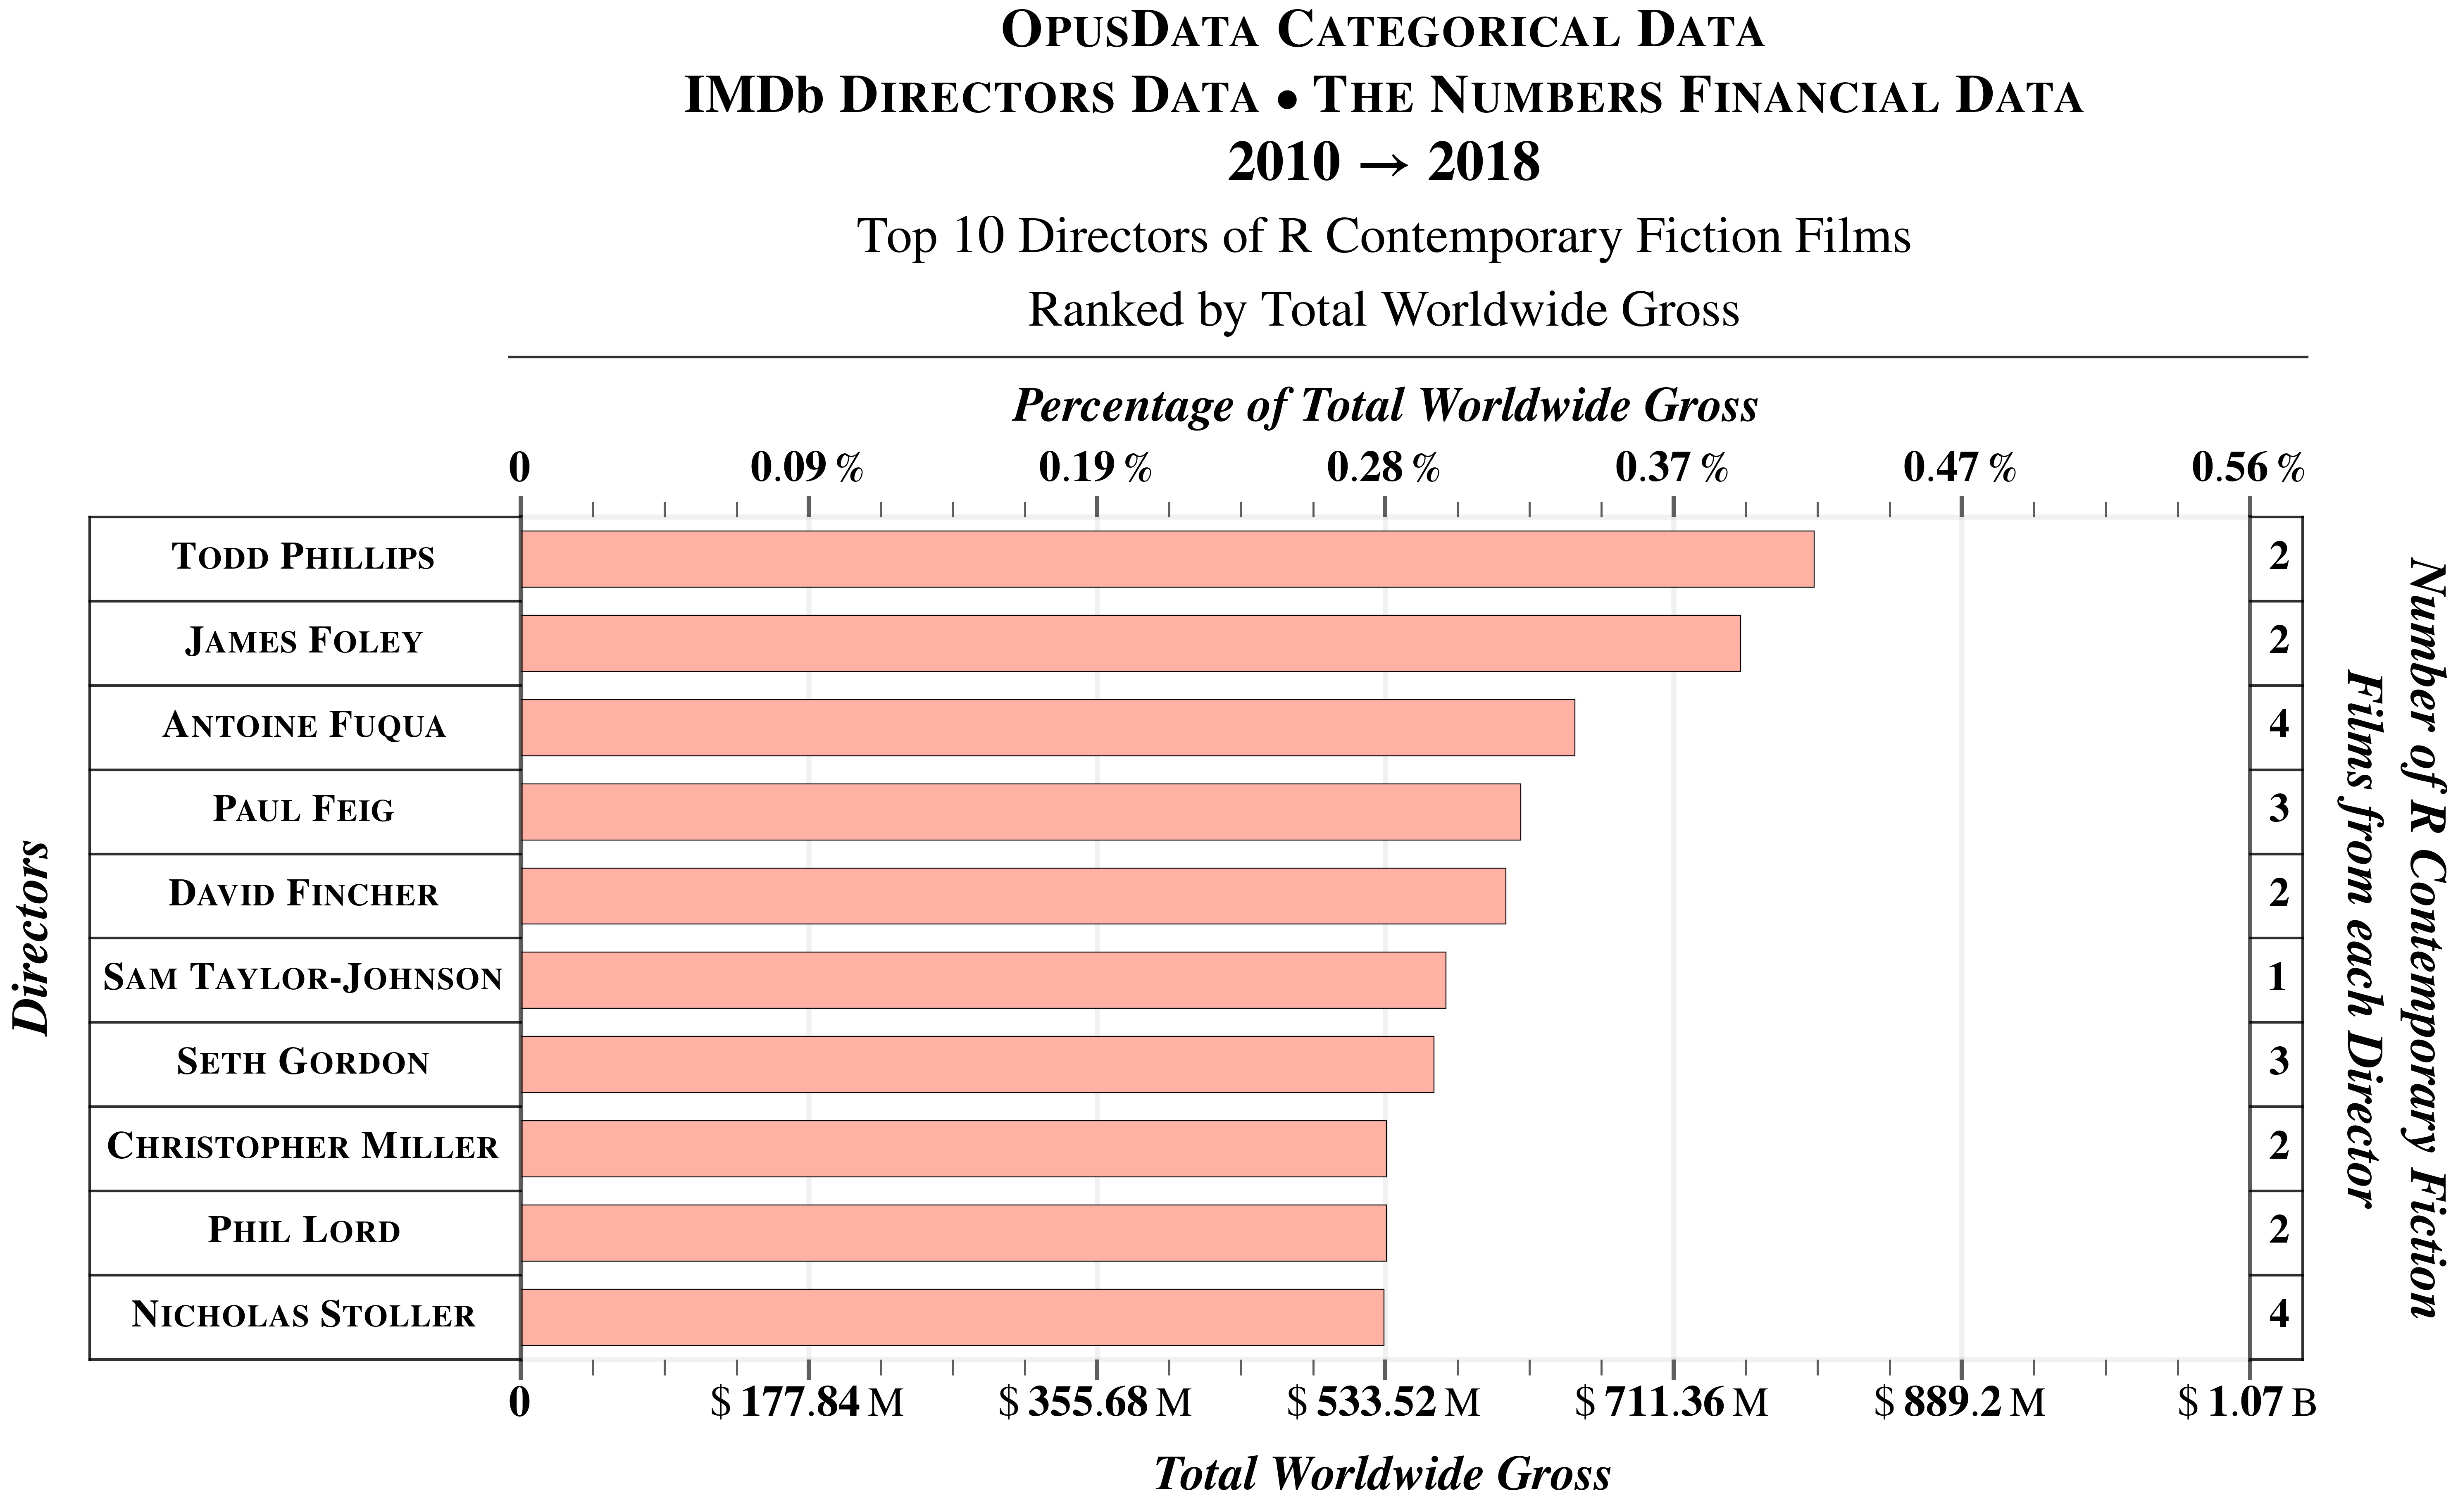 OpusData Categorical Data
IMDb Directors Data • The Numbers Financial Data
2010 → 2018
Top 10 Directors of R Contemporary Fiction Films
Ranked by Total Worldwide Gross
Percentage of Total Worldwide Gross
0 0.09 % 0.19 % 0.28 % 0.37 % 0.47 % 0.56 %
Directors
Todd Phillips 2
James Foley 2
Antoine Fuqua 4
Paul Feig 3
David Fincher 2
Sam Taylor-Johnson 1
Seth Gordon 3
Christopher Miller 2
Phil Lord 2
Nicholas Stoller 4
Number of R Contemporary Fiction
Films from each Director
0 $ 177.84 M $ 355.68 M $ 533.52 M $ 711.36 M $ 889.2 M $ 1.07 B
Total Worldwide Gross